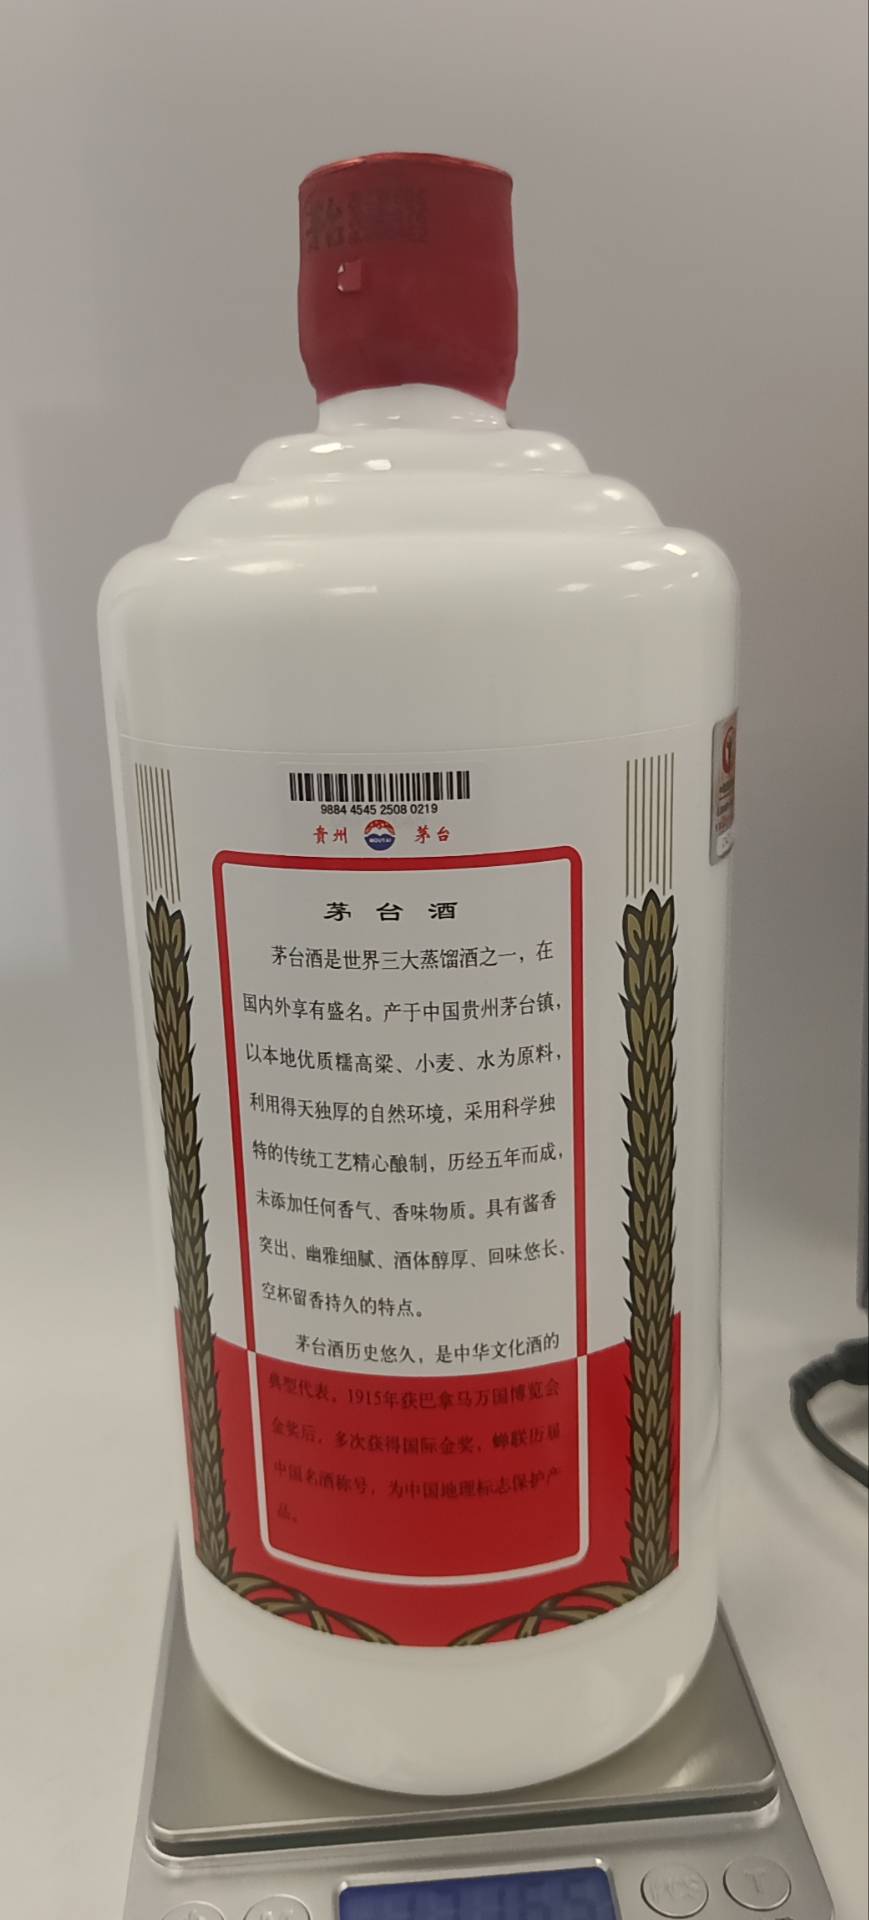 9884 4545 2508 0219
貴州 MOUTAI 茅台
茅台酒
茅台酒是世界三大蒸馏酒之一，在
国内外享有盛名。产于中国贵州茅台镇，
以本地优质糯高粱、小麦、水为原料，
利用得天独厚的自然环境，采用科学独
特的传统工艺精心酿制，历经五年而成，
未添加任何香气、香味物质。具有酱香
突出、幽雅细腻、酒体醇厚、回味悠长、
空杯留香持久的特点。
茅台酒历史悠久，是中华文化酒的
典型代表。1915年获巴拿马万国博览会
金奖后，多次获得国际金奖，蝉联历届
中国名酒称号，为中国地理标志保护产
品。
T